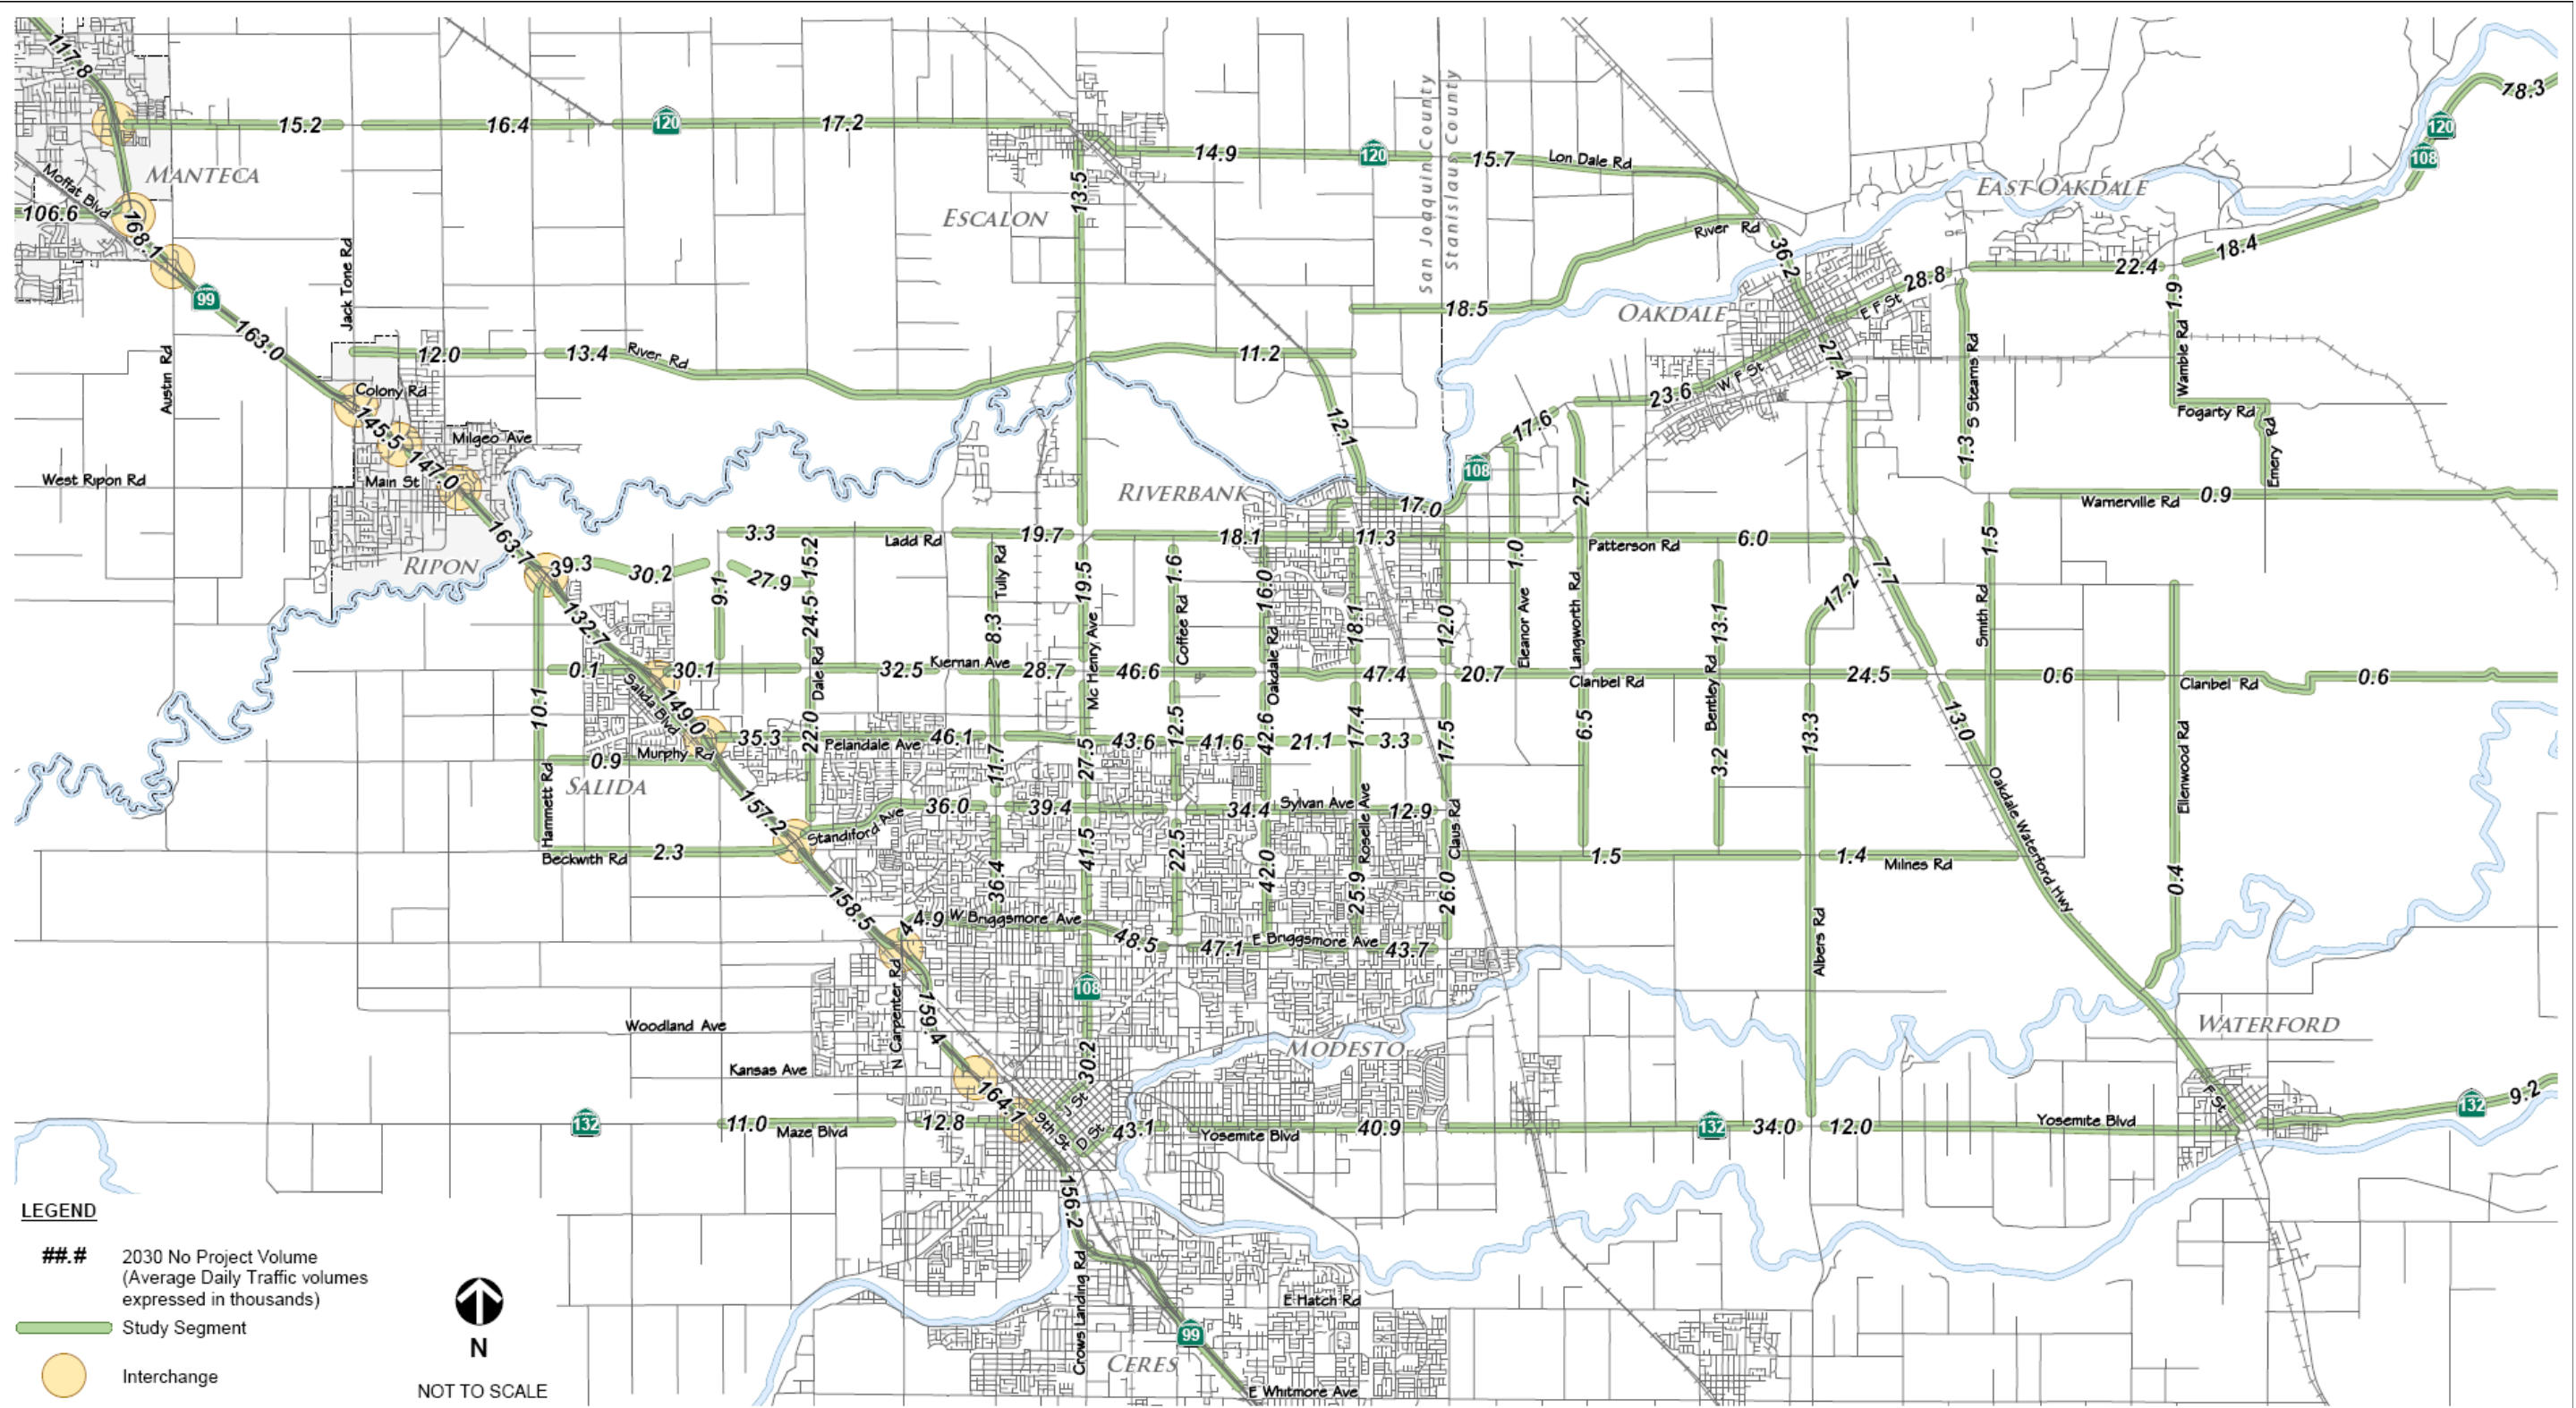 117.8
15.2
16.4
120
17.2
14.9
120
15.7
Lon Dale Rd
San Joaquin County
Stanislaus County
78.3
120
108
MANTECA
Moffat Blvd
106.6
168.1
99
163.0
Jack Tone Rd
Austin Rd
13.5
ESCALON
EAST OAKDALE
River Rd
36.2
18.5
OAKDALE
E F St
28.8
22.4
18.4
1.9
12.0
13.4
River Rd
11.2
27.4
S Stearns Rd
1.3
Wamble Rd
Fogarty Rd
Emery Rd
Colony Rd
145.5
Milgeo Ave
147.0
West Ripon Rd
Main St
12.1
17.6
23.6
W F St
108
RIVERBANK
17.0
2.7
Warnerville Rd
0.9
163.7
RIPON
39.3
30.2
3.3
Ladd Rd
19.7
18.1
11.3
Patterson Rd
6.0
27.9
15.2
24.5
9.1
Tully Rd
8.3
19.5
Mc Henry Ave
1.6
Coffee Rd
16.0
Oakdale Rd
18.1
12.0
1.0
Eleanor Ave
Langworth Rd
13.1
Bentley Rd
17.2
7.7
1.5
Smith Rd
132.7
0.1
30.1
Dale Rd
32.5
Kiernan Ave
28.7
46.6
47.4
20.7
Claribel Rd
24.5
0.6
Claribel Rd
0.6
10.1
Salida Blvd
149.0
35.3
22.0
Pelandale Ave
46.1
11.7
27.5
43.6
12.5
41.6
42.6
21.1
17.4
3.3
17.5
6.5
3.2
13.3
13.0
Murphy Rd
0.9
SALIDA
Hammett Rd
157.2
Standiford Ave
36.0
39.4
34.4
Sylvan Ave
12.9
Roselle Ave
Claus Rd
Oakdale Waterford Hwy
Ellenwood Rd
Beckwith Rd
2.3
36.4
41.5
22.5
42.0
25.9
26.0
1.5
1.4
Milnes Rd
0.4
158.5
44.9
W Briggsmore Ave
48.5
47.1
E Briggsmore Ave
43.7
Albers Rd
108
N Carpenter Rd
159.4
Woodland Ave
Kansas Ave
30.2
MODESTO
WATERFORD
164.1
9th St
J St
D St
43.1
132
11.0
Maze Blvd
12.8
Yosemite Blvd
40.9
132
34.0
12.0
Yosemite Blvd
F St
132
9.2
156.2
Crows Landing Rd
E Hatch Rd
99
CERES
E Whitmore Ave
LEGEND
##.# 2030 No Project Volume
(Average Daily Traffic volumes
expressed in thousands)
Study Segment
Interchange
N
NOT TO SCALE